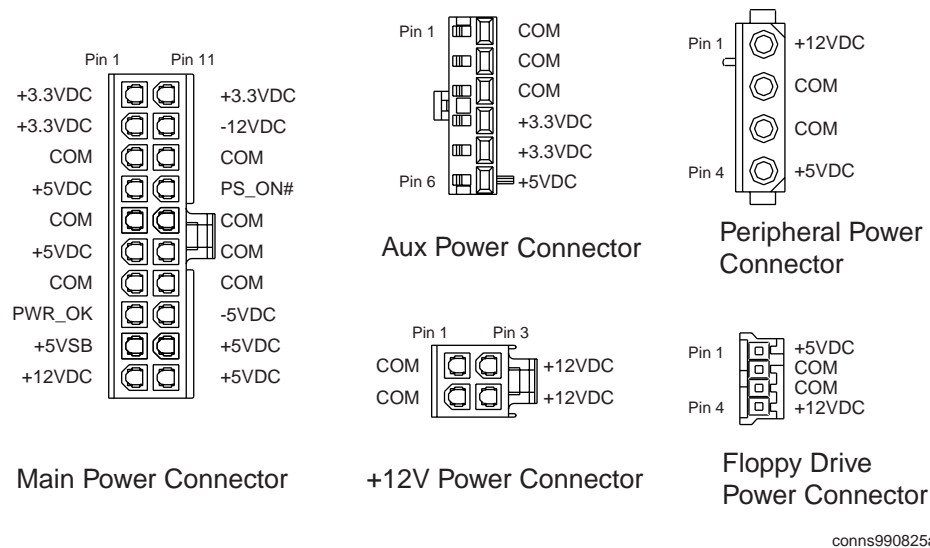 Pin 1 Pin 11
+3.3VDC +3.3VDC
+3.3VDC -12VDC
COM COM
+5VDC PS_ON#
COM COM
+5VDC COM
COM COM
PWR_OK -5VDC
+5VSB +5VDC
+12VDC +5VDC
Main Power Connector
Pin 1 COM
COM
COM
+3.3VDC
+3.3VDC
Pin 6 +5VDC
Aux Power Connector
Pin 1 +12VDC
COM
COM
Pin 4 +5VDC
Peripheral Power
Connector
Pin 1 Pin 3
COM +12VDC
COM +12VDC
+12V Power Connector
Pin 1 +5VDC
COM
COM
Pin 4 +12VDC
Floppy Drive
Power Connector
conns990825a